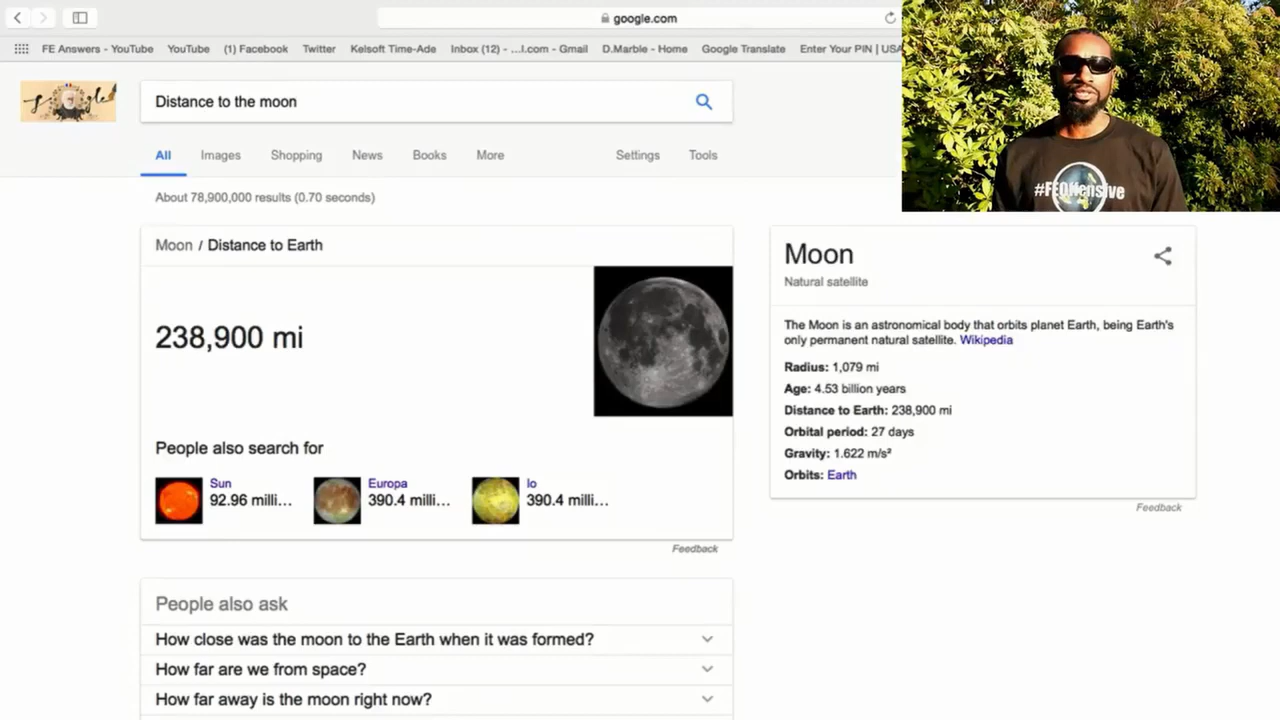 google.com
FE Answers - YouTube YouTube (1) Facebook Twitter Kelsoft Time-Ade Inbox (12) - ...l.com - Gmail D.Marble - Home Google Translate Enter Your PIN | USA
Distance to the moon
All Images Shopping News Books More Settings Tools
About 78,900,000 results (0.70 seconds)
#FEOffensive
Moon / Distance to Earth
238,900 mi
People also search for
Sun Europa Io
92.96 milli... 390.4 milli... 390.4 milli...
Feedback
Moon
Natural satellite
The Moon is an astronomical body that orbits planet Earth, being Earth's
only permanent natural satellite. Wikipedia
Radius: 1,079 mi
Age: 4.53 billion years
Distance to Earth: 238,900 mi
Orbital period: 27 days
Gravity: 1.622 m/s²
Orbits: Earth
Feedback
People also ask
How close was the moon to the Earth when it was formed?
How far are we from space?
How far away is the moon right now?